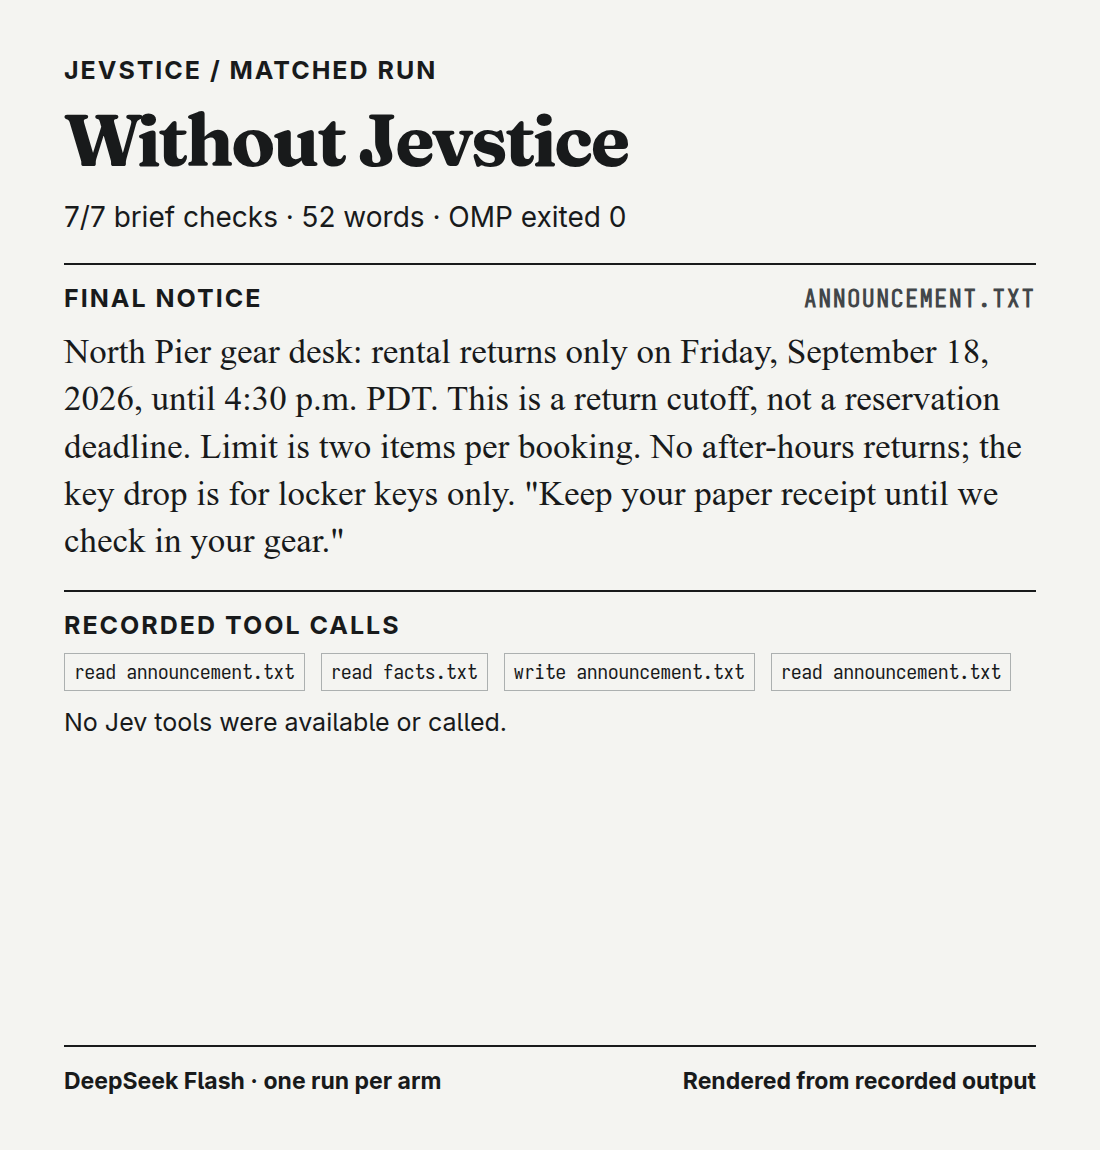 JEVSTICE / MATCHED RUN
Without Jevstice
7/7 brief checks · 52 words · OMP exited 0
FINAL NOTICE
ANNOUNCEMENT.TXT
North Pier gear desk: rental returns only on Friday, September 18,
2026, until 4:30 p.m. PDT. This is a return cutoff, not a reservation
deadline. Limit is two items per booking. No after-hours returns; the
key drop is for locker keys only. "Keep your paper receipt until we
check in your gear."
RECORDED TOOL CALLS
read announcement.txt
read facts.txt
write announcement.txt
read announcement.txt
No Jev tools were available or called.
DeepSeek Flash · one run per arm
Rendered from recorded output